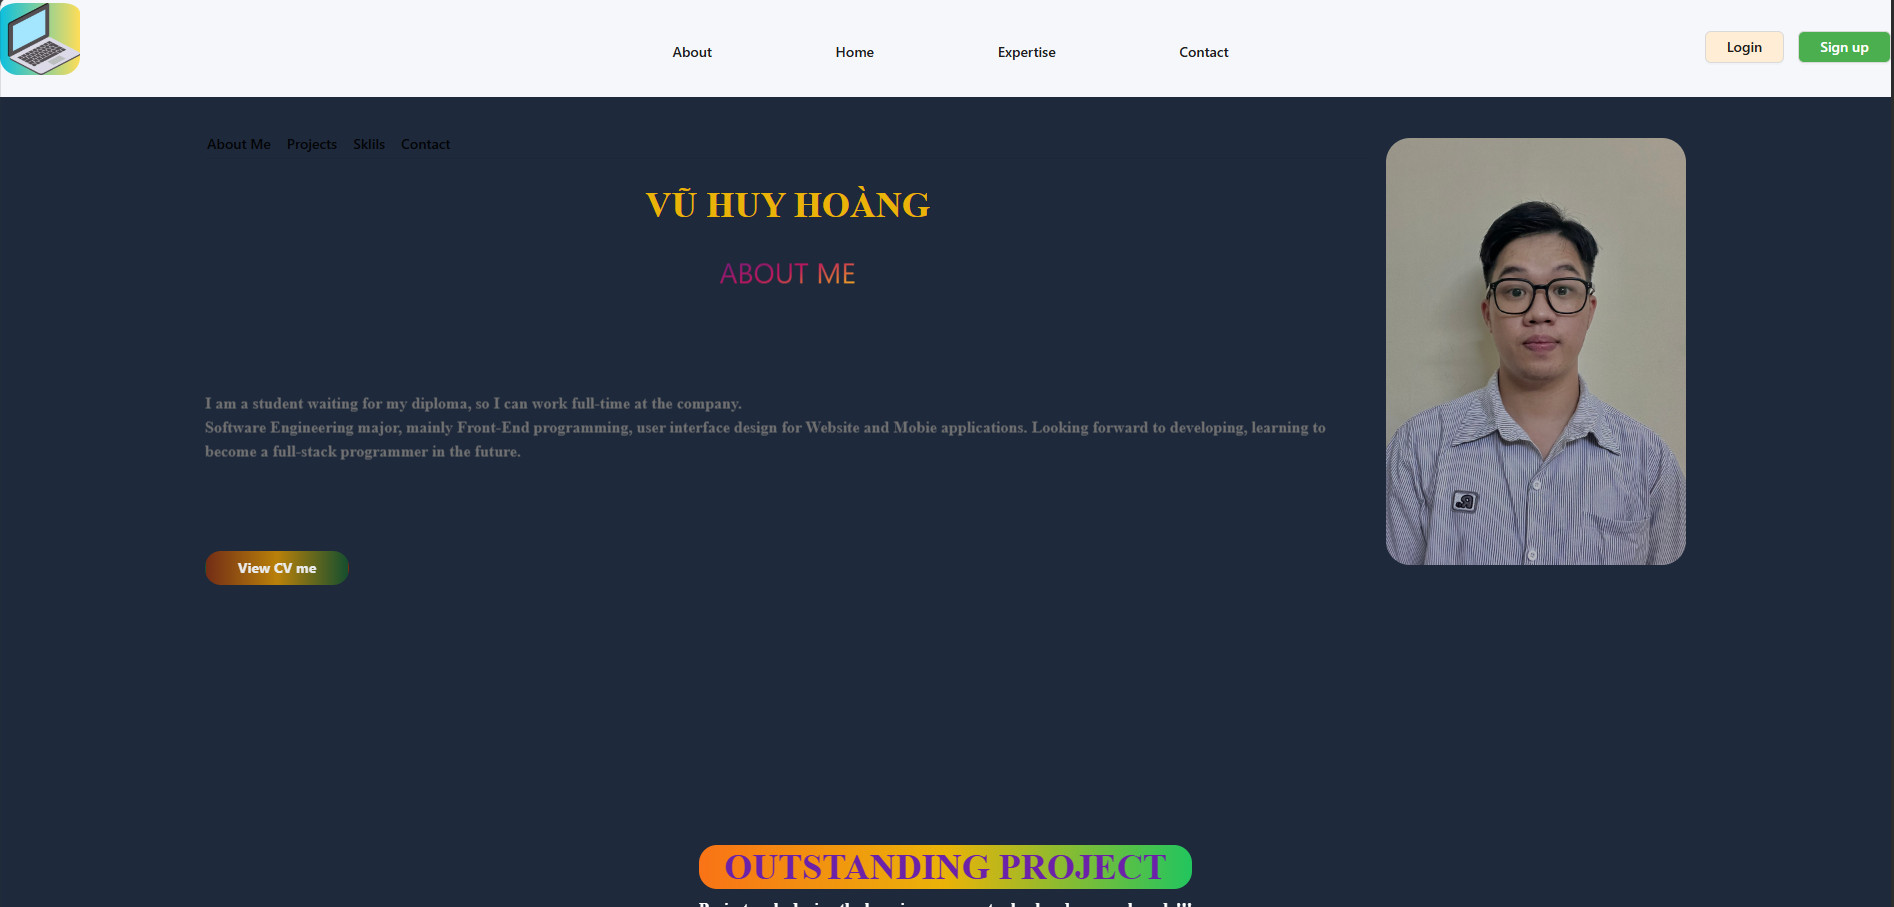 About Home Expertise Contact Login Sign up
About Me Projects Sklils Contact
VŨ HUY HOÀNG
ABOUT ME
I am a student waiting for my diploma, so I can work full-time at the company.
Software Engineering major, mainly Front-End programming, user interface design for Website and Mobie applications. Looking forward to developing, learning to
become a full-stack programmer in the future.
View CV me
OUTSTANDING PROJECT